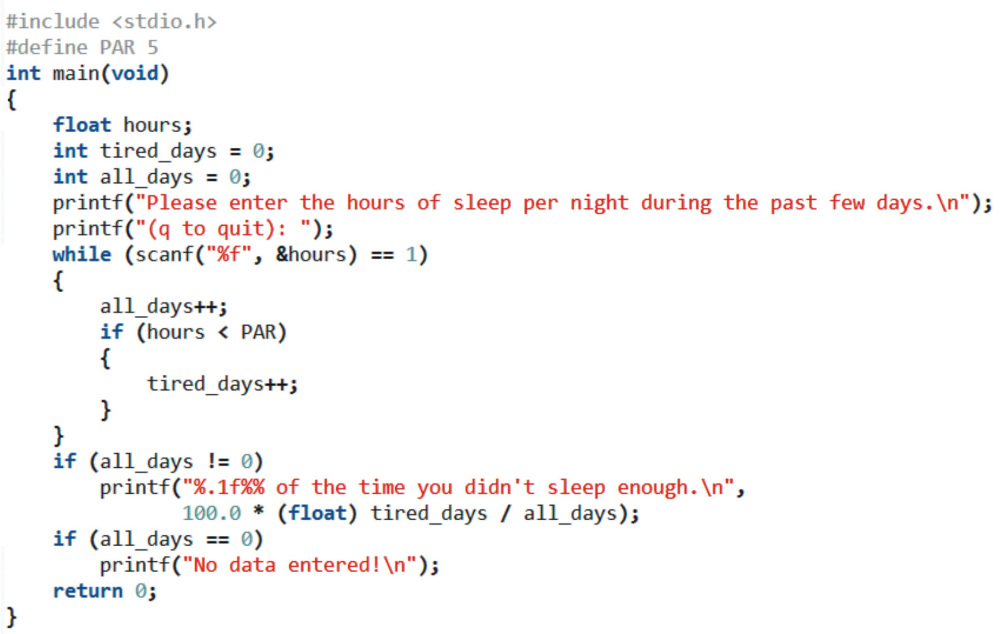 #include <stdio.h>
#define PAR 5
int main(void)
{
    float hours;
    int tired_days = 0;
    int all_days = 0;
    printf("Please enter the hours of sleep per night during the past few days.\n");
    printf("(q to quit): ");
    while (scanf("%f", &hours) == 1)
    {
        all_days++;
        if (hours < PAR)
        {
            tired_days++;
        }
    }
    if (all_days != 0)
        printf("%.1f%% of the time you didn't sleep enough.\n",
               100.0 * (float) tired_days / all_days);
    if (all_days == 0)
        printf("No data entered!\n");
    return 0;
}